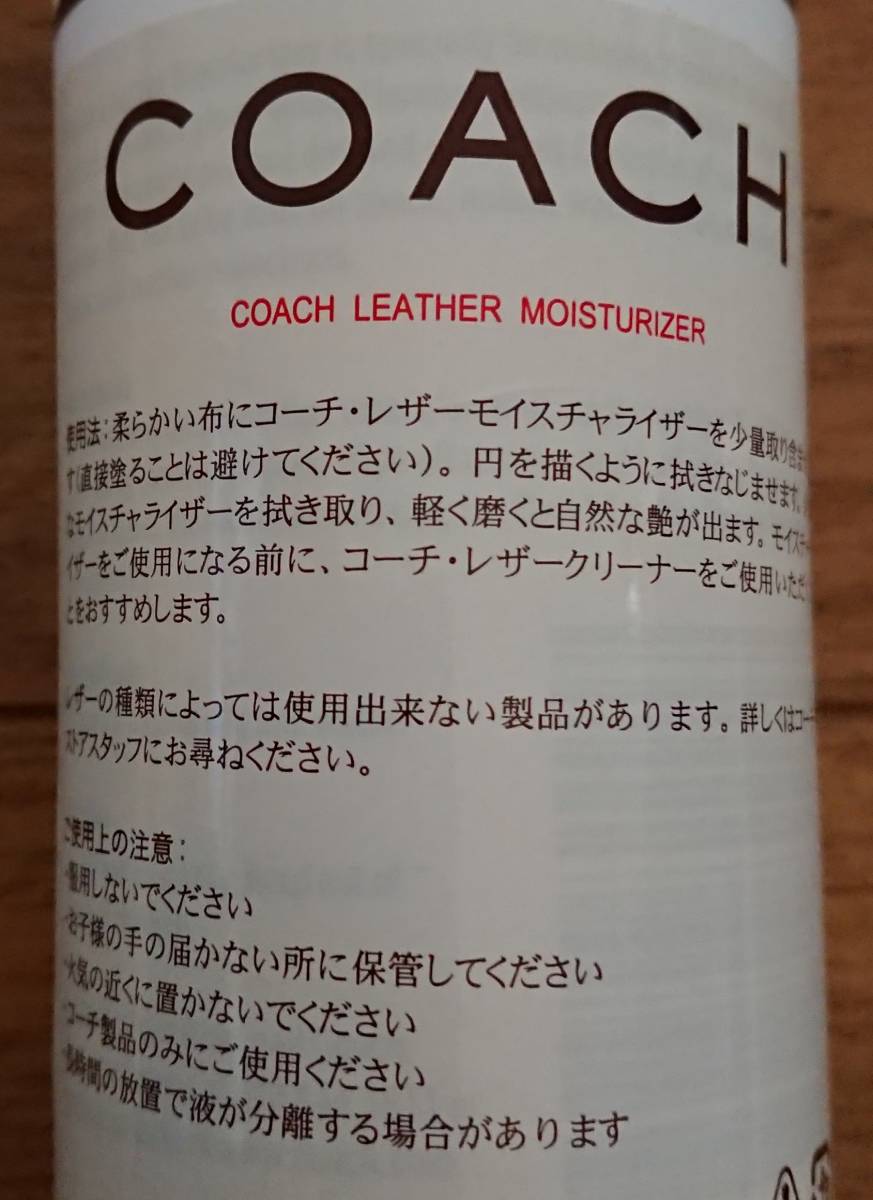 COACH
COACH LEATHER MOISTURIZER
使用法：柔らかい布にコーチ・レザーモイスチャライザーを少量取り含ま
す（直接塗ることは避けてください）。円を描くように拭きなじませます。
なモイスチャライザーを拭き取り、軽く磨くと自然な艶が出ます。モイスチ
イザーをご使用になる前に、コーチ・レザークリーナーをご使用いただ
とをおすすめします。
レザーの種類によっては使用出来ない製品があります。詳しくはコーチ
ストアスタッフにお尋ねください。
ご使用上の注意：
・服用しないでください
・お子様の手の届かない所に保管してください
・火気の近くに置かないでください
・コーチ製品のみにご使用ください
・長時間の放置で液が分離する場合があります